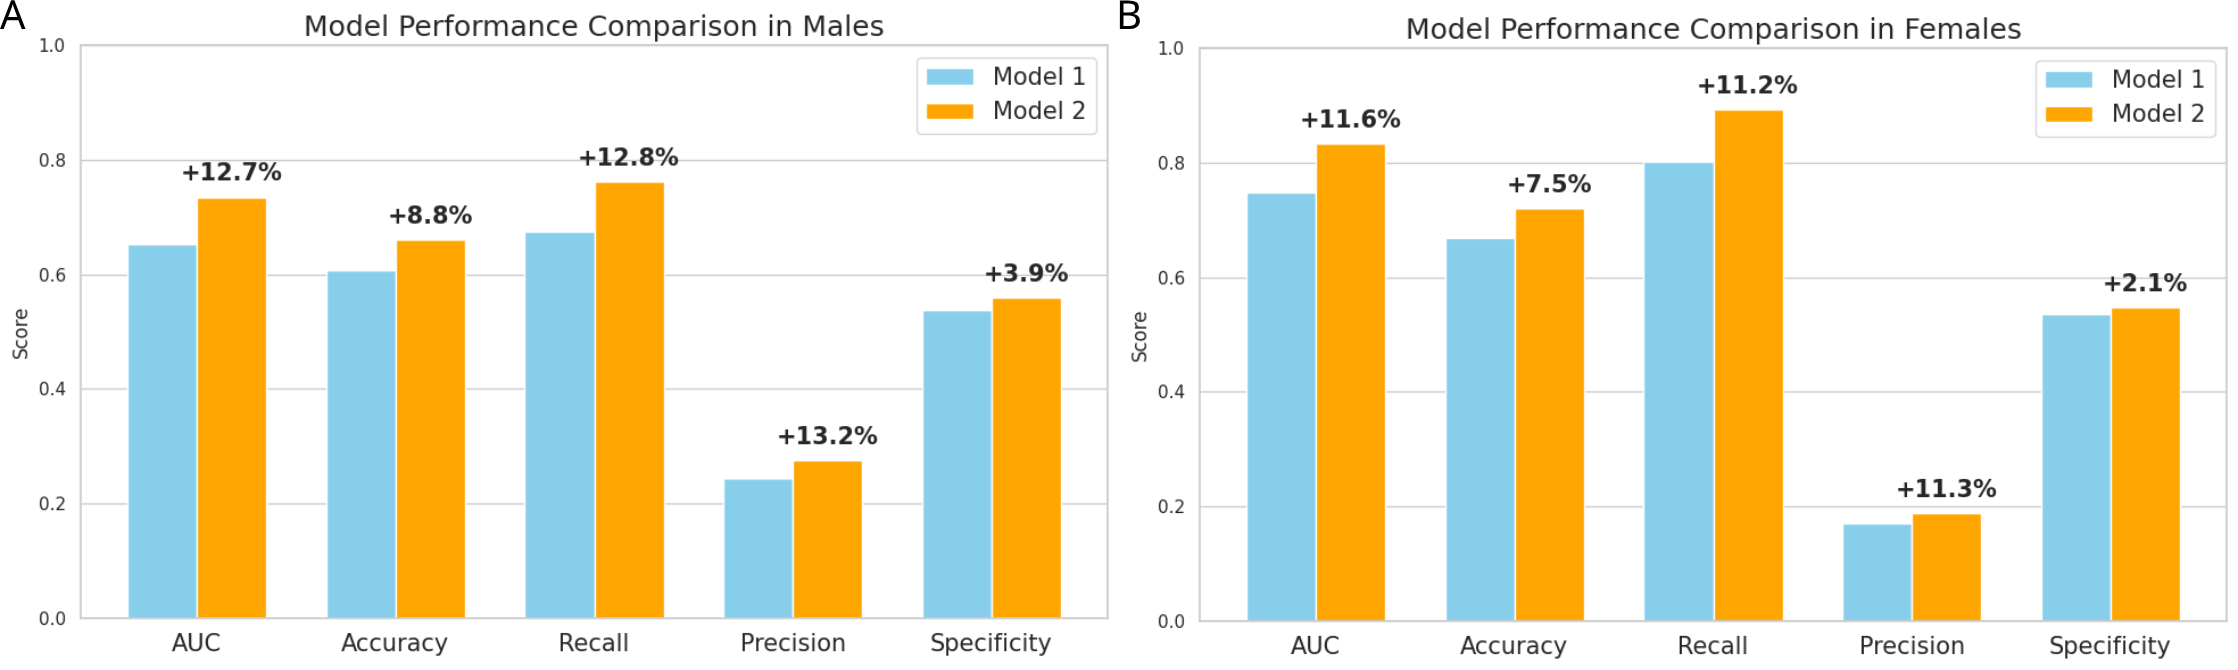 A
Model Performance Comparison in Males
1.0
0.8
0.6
0.4
0.2
0.0
Score
Model 1
Model 2
+12.7%
+8.8%
+12.8%
+13.2%
+3.9%
AUC
Accuracy
Recall
Precision
Specificity
B
Model Performance Comparison in Females
1.0
0.8
0.6
0.4
0.2
0.0
Score
Model 1
Model 2
+11.6%
+7.5%
+11.2%
+11.3%
+2.1%
AUC
Accuracy
Recall
Precision
Specificity